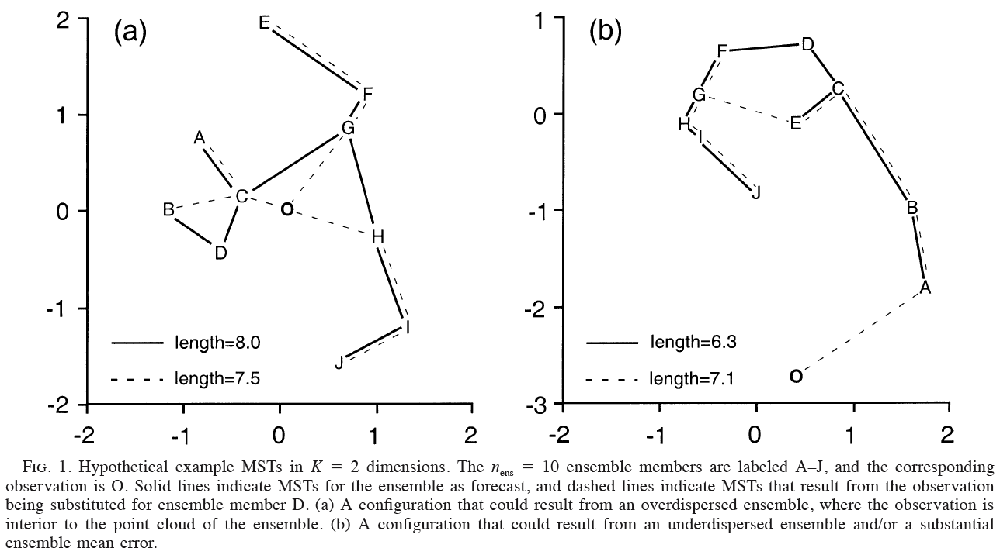 (a)
2
1
0
-1
-2
-2
-1
0
1
2
E
F
G
A
C
B
O
D
H
I
J
length=8.0
length=7.5
(b)
1
0
-1
-2
-3
-2
-1
0
1
2
F
D
G
C
H
E
I
J
B
A
O
length=6.3
length=7.1
FIG. 1. Hypothetical example MSTs in K = 2 dimensions. The nens = 10 ensemble members are labeled A–J, and the corresponding
observation is O. Solid lines indicate MSTs for the ensemble as forecast, and dashed lines indicate MSTs that result from the observation
being substituted for ensemble member D. (a) A configuration that could result from an overdispersed ensemble, where the observation is
interior to the point cloud of the ensemble. (b) A configuration that could result from an underdispersed ensemble and/or a substantial
ensemble mean error.